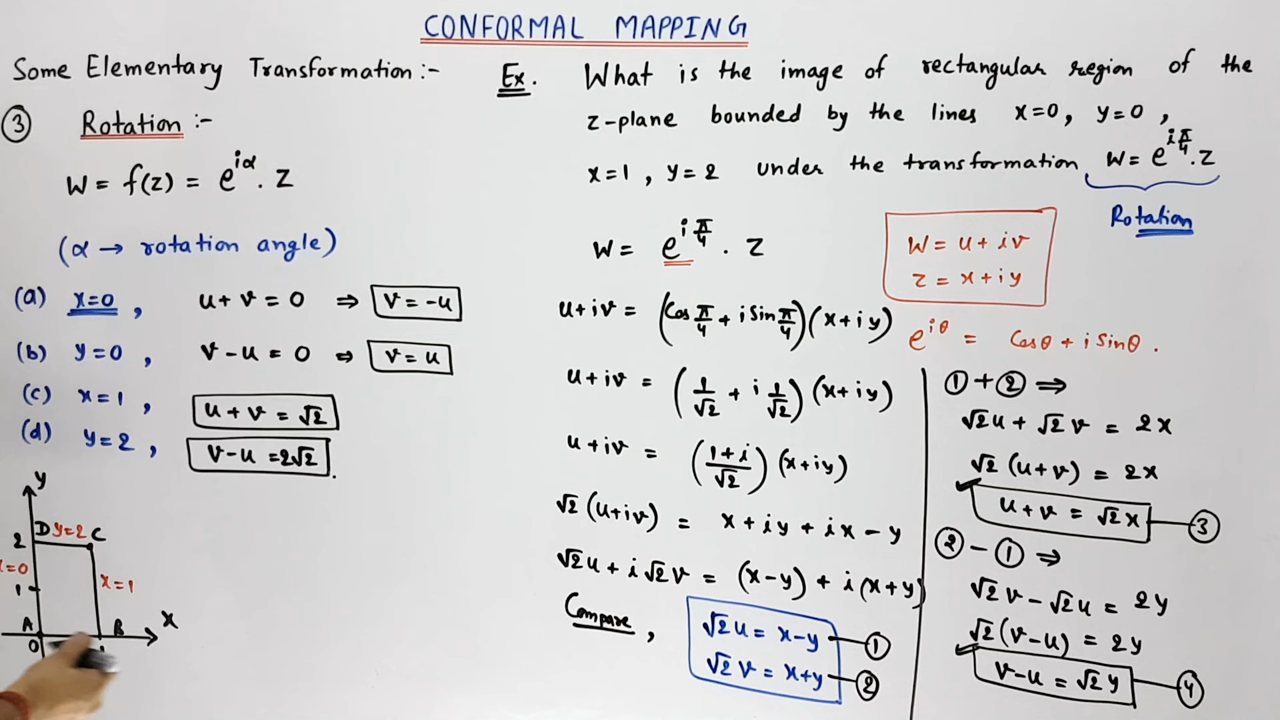 CONFORMAL MAPPING
Some Elementary Transformation :-
③ Rotation :-
W = f(z) = e^{iα} . Z
(α → rotation angle)
(a) x=0 , u + v = 0 ⇒ V = -u
(b) y=0 , v - u = 0 ⇒ V = u
(c) x=1 , u + v = √2
(d) y=2 , v - u = 2√2 .
Y
D y=2 C
2
x=0
1
x=1
A
B
X
O
Ex. What is the image of rectangular region of the
z-plane bounded by the lines x=0, y=0 ,
x=1 , y=2 under the transformation W = e^{iπ/4} . Z
Rotation
W = e^{iπ/4} . Z
W = u + iv
Z = x + iy
u + iv = (Cos π/4 + i Sin π/4) (x + iy)
e^{iθ} = Cosθ + i Sinθ .
u + iv = (1/√2 + i 1/√2) (x + iy)
u + iv = ((1+i)/√2) (x + iy)
√2 (u+iv) = x + iy + ix - y
√2u + i√2v = (x-y) + i(x+y)
Compare ,
√2u = x-y ①
√2v = x+y ②
① + ② ⇒
√2u + √2v = 2x
√2 (u+v) = 2x
u + v = √2x ③
② - ① ⇒
√2v - √2u = 2y
√2 (v-u) = 2y
v-u = √2y ④